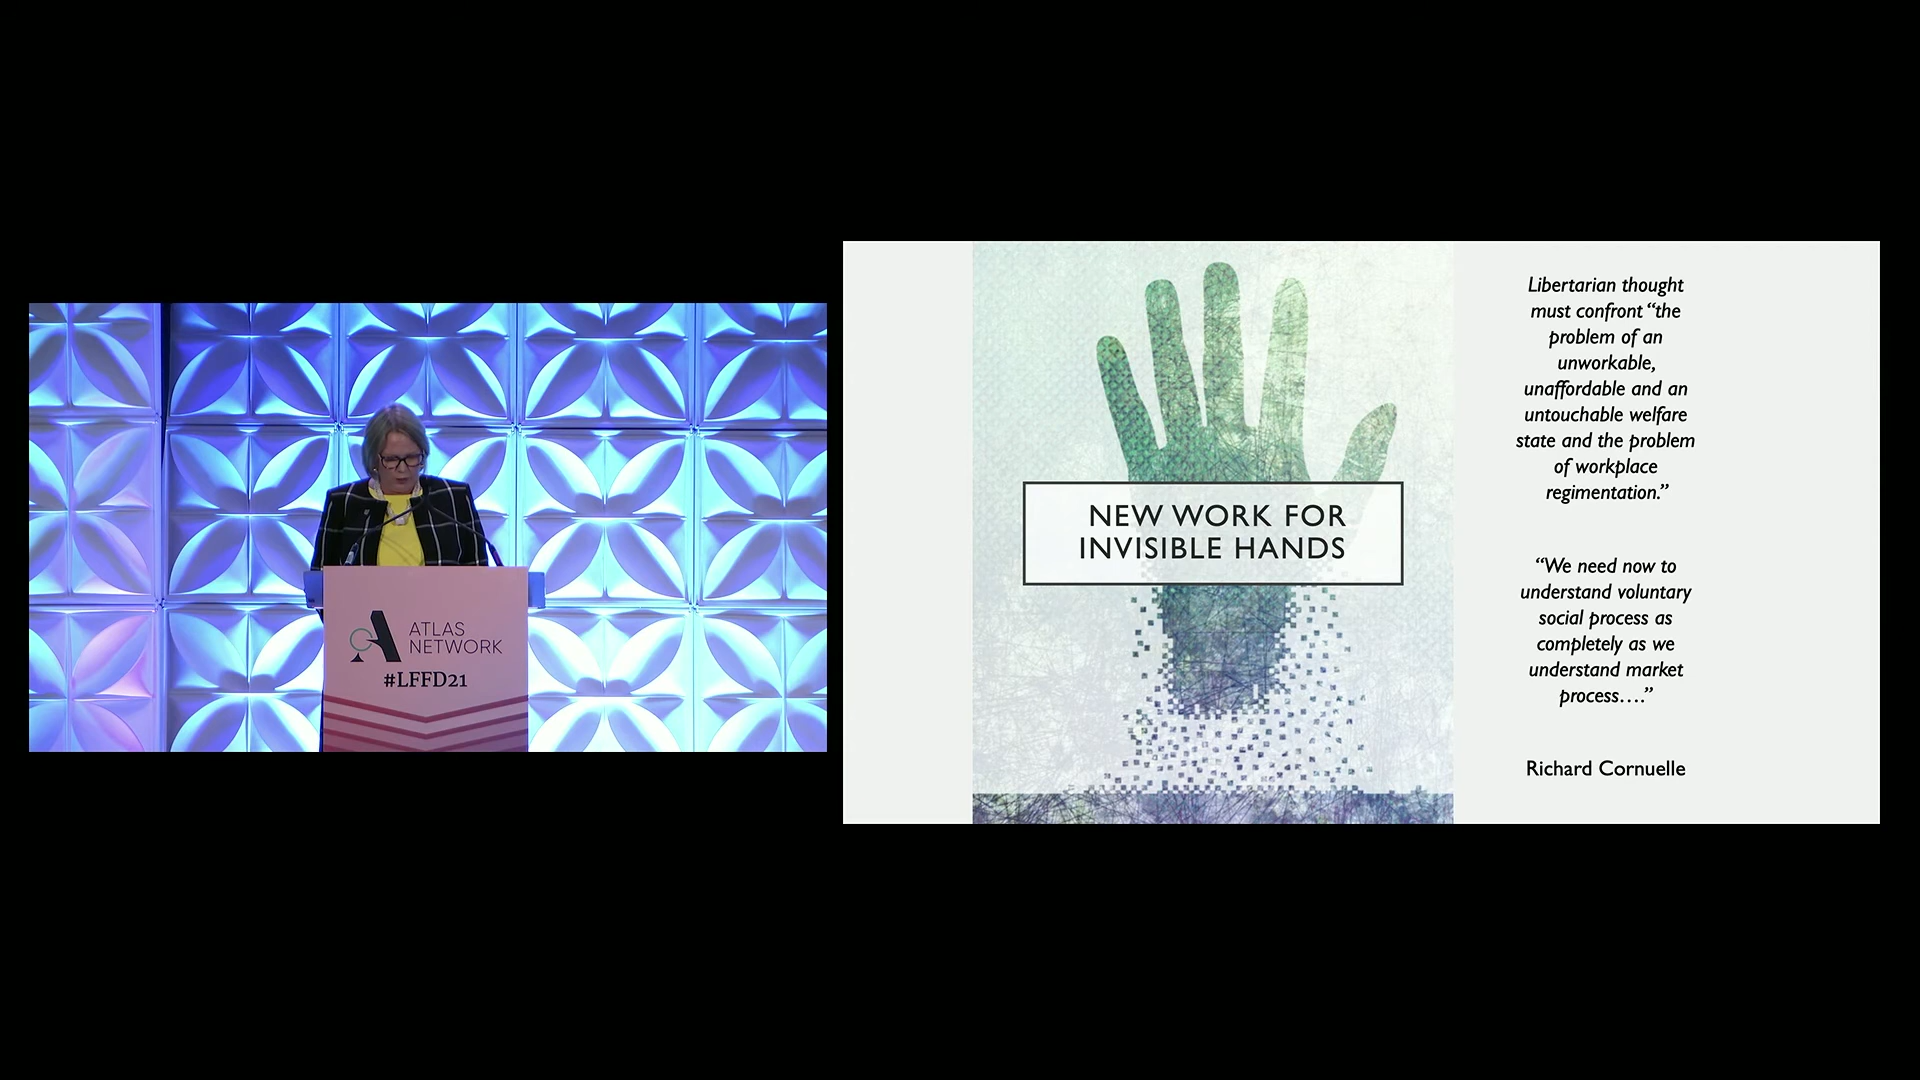 ATLAS
NETWORK
#LFFD21
NEW WORK FOR
INVISIBLE HANDS
Libertarian thought
must confront “the
problem of an
unworkable,
unaffordable and an
untouchable welfare
state and the problem
of workplace
regimentation.”
“We need now to
understand voluntary
social process as
completely as we
understand market
process….”
Richard Cornuelle